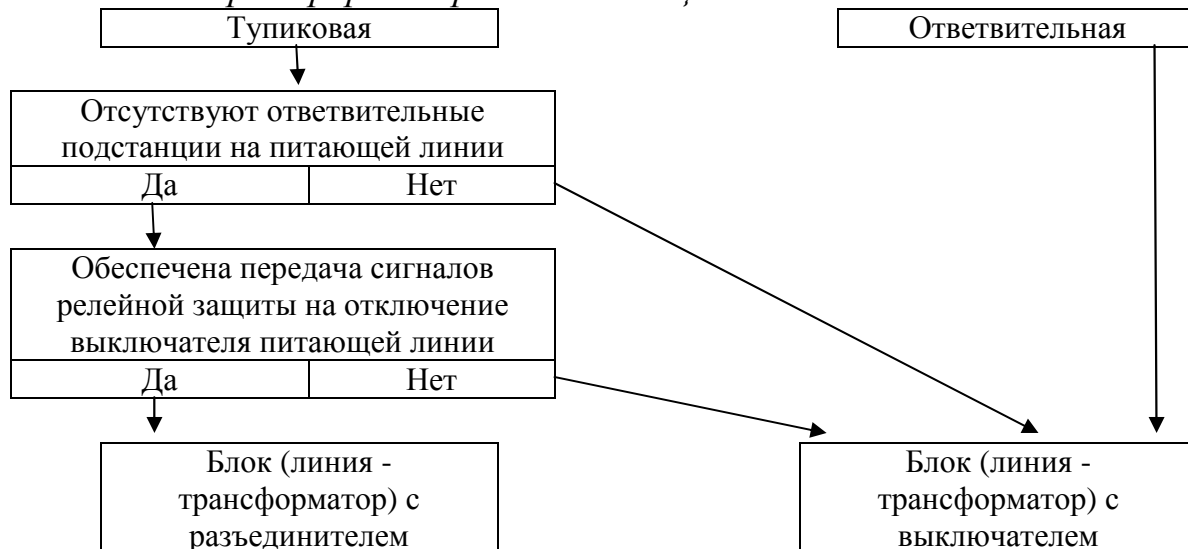 Тупиковая
Ответвительная
Отсутствуют ответвительные
подстанции на питающей линии
Да
Нет
Обеспечена передача сигналов
релейной защиты на отключение
выключателя питающей линии
Да
Нет
Блок (линия -
трансформатор) с
разъединителем
Блок (линия -
трансформатор) с
выключателем